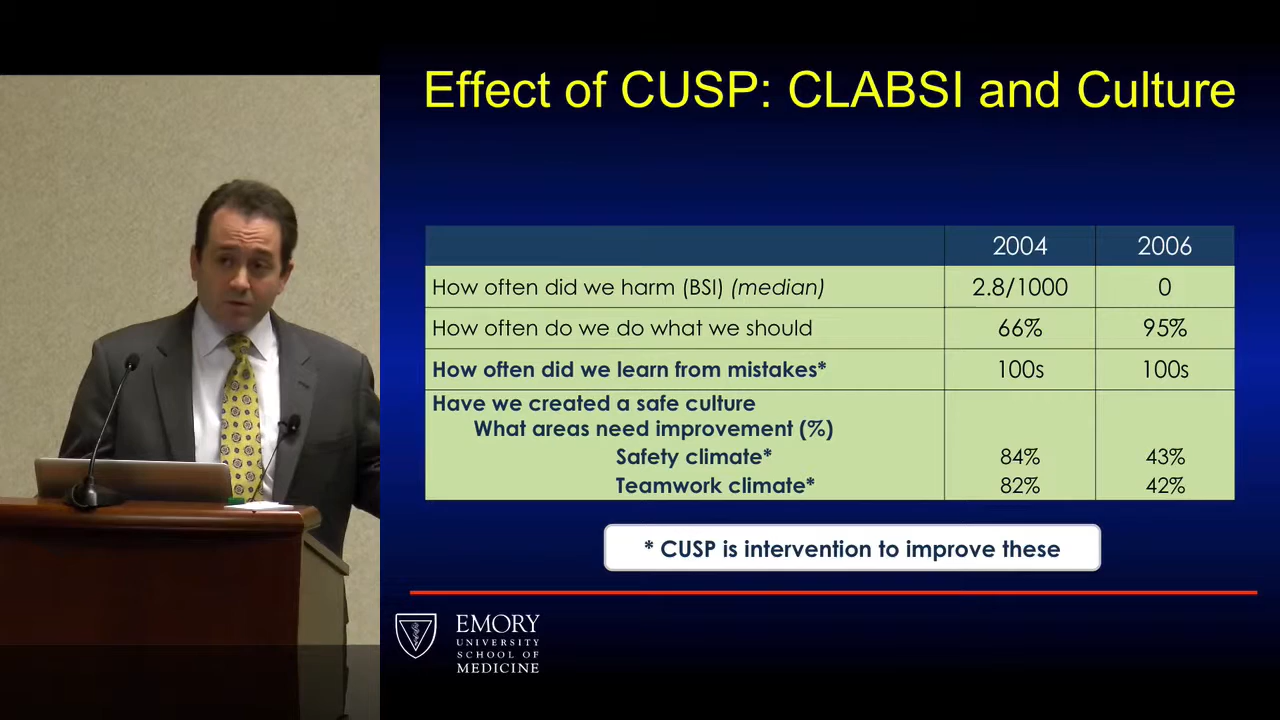 Effect of CUSP: CLABSI and Culture
2004 2006
How often did we harm (BSI) (median) 2.8/1000 0
How often do we do what we should 66% 95%
How often did we learn from mistakes* 100s 100s
Have we created a safe culture
What areas need improvement (%)
Safety climate* 84% 43%
Teamwork climate* 82% 42%
* CUSP is intervention to improve these
EMORY
UNIVERSITY
SCHOOL OF
MEDICINE